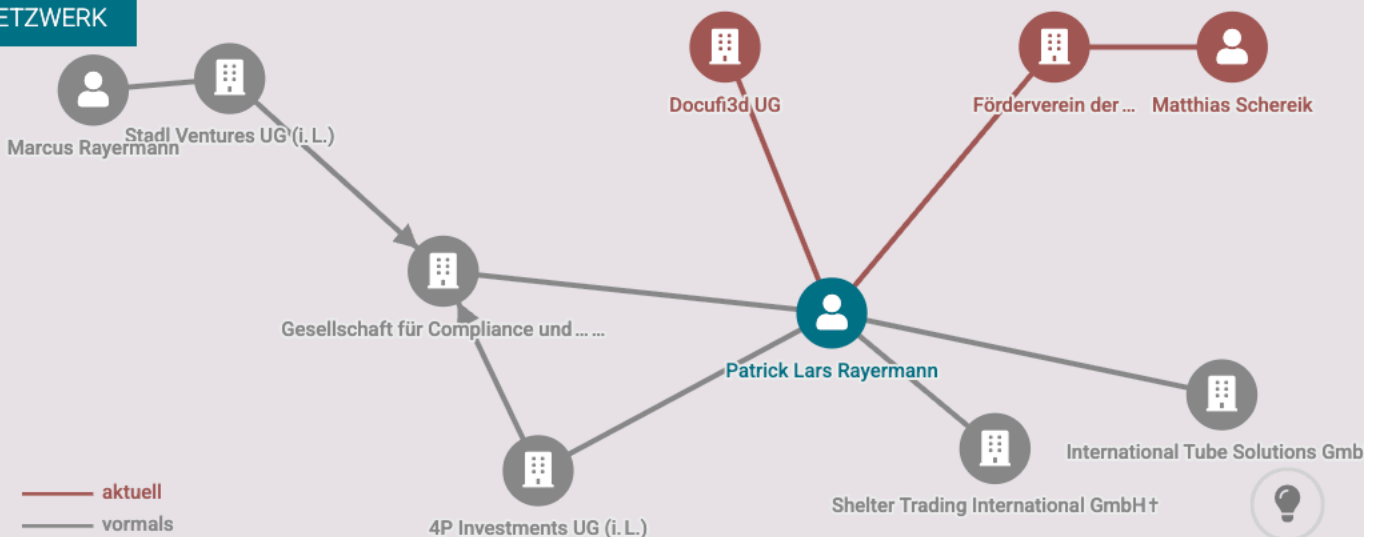 ETZWERK
Docufi3d UG
Förderverein der ...
Matthias Schereik
Stadl Ventures UG (i. L.)
Marcus Rayermann
Gesellschaft für Compliance und ... ...
Patrick Lars Rayermann
International Tube Solutions Gmb
Shelter Trading International GmbH†
4P Investments UG (i. L.)
aktuell
vormals